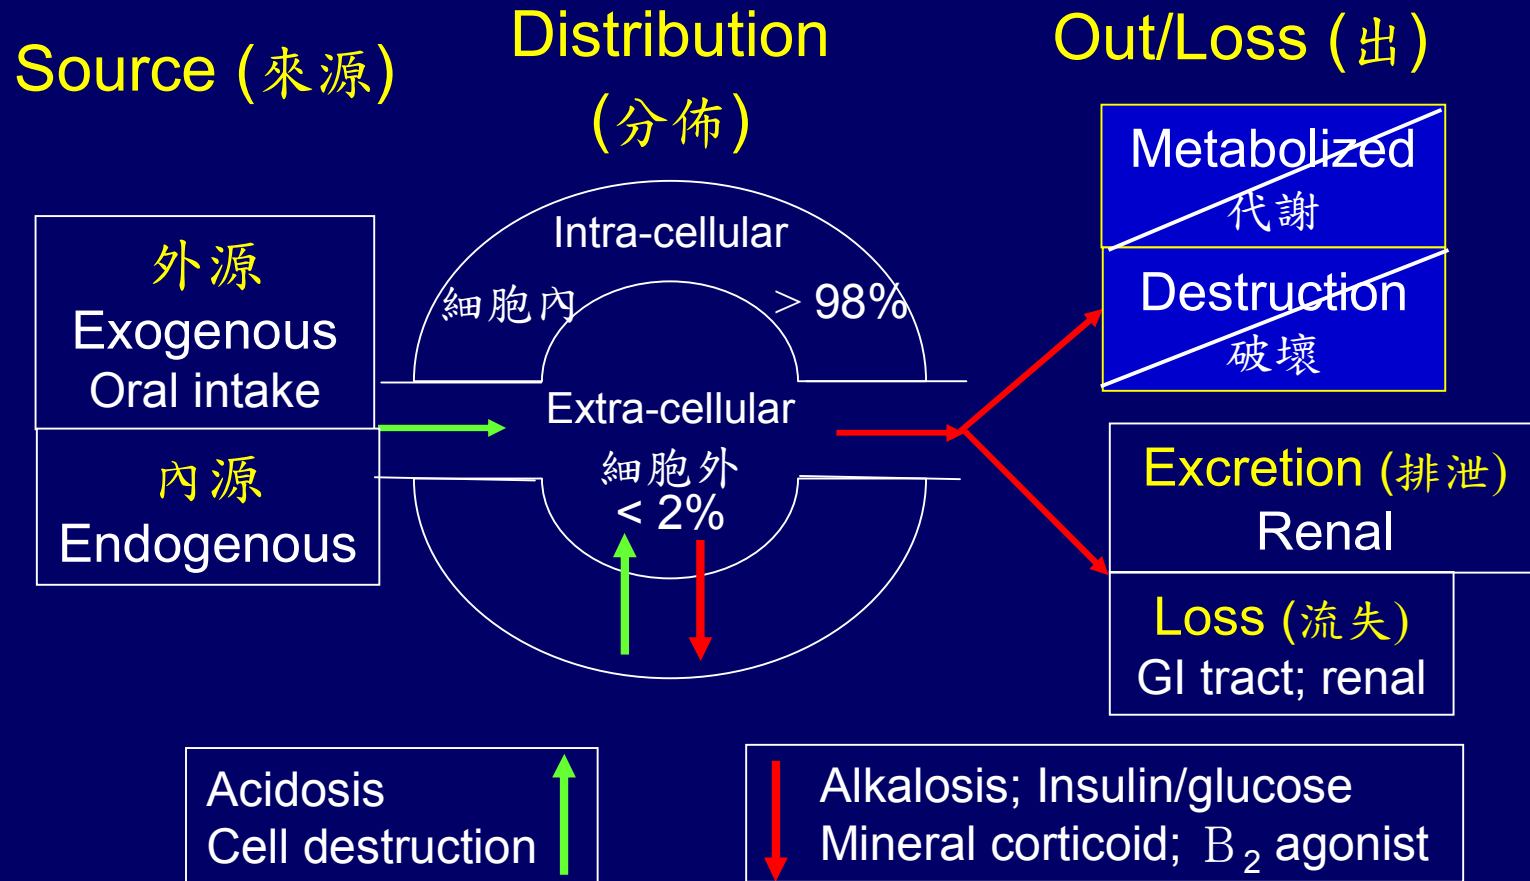 Source (來源)
Distribution
(分佈)
Out/Loss (出)
外源
Exogenous
Oral intake
內源
Endogenous
Intra-cellular
細胞內 > 98%
Extra-cellular
細胞外
< 2%
Metabolized
代謝
Destruction
破壞
Excretion (排泄)
Renal
Loss (流失)
GI tract; renal
Acidosis
Cell destruction
Alkalosis; Insulin/glucose
Mineral corticoid; B₂ agonist